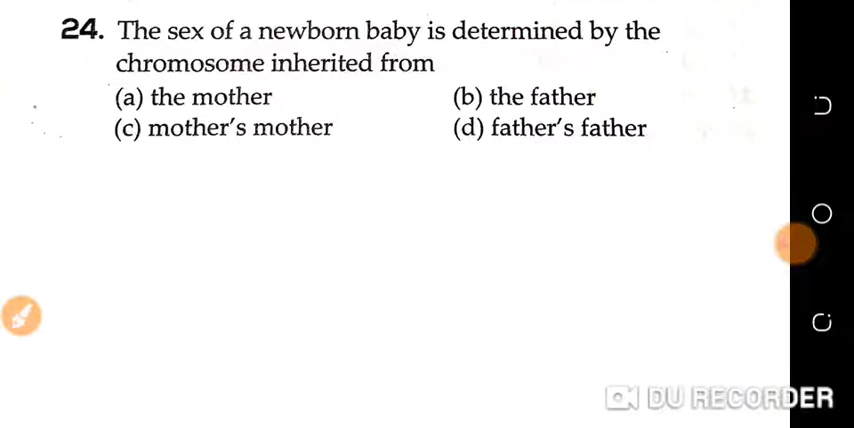 24. The sex of a newborn baby is determined by the
chromosome inherited from
(a) the mother (b) the father
(c) mother's mother (d) father's father
DU RECORDER